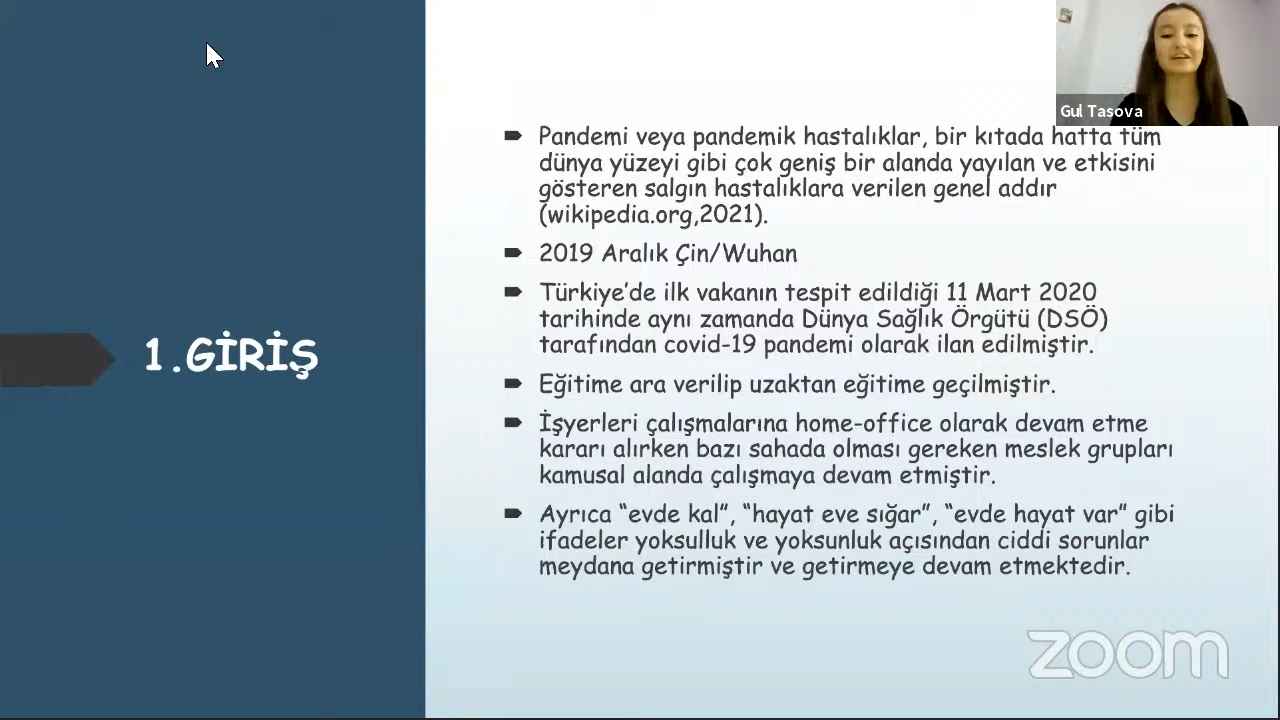 Gul Tasova
Pandemi veya pandemik hastalıklar, bir kıtada hatta tüm
dünya yüzeyi gibi çok geniş bir alanda yayılan ve etkisini
gösteren salgın hastalıklara verilen genel addır
(wikipedia.org,2021).
2019 Aralık Çin/Wuhan
Türkiye’de ilk vakanın tespit edildiği 11 Mart 2020
tarihinde aynı zamanda Dünya Sağlık Örgütü (DSÖ)
tarafından covid-19 pandemi olarak ilan edilmiştir.
1.GİRİŞ
Eğitime ara verilip uzaktan eğitime geçilmiştir.
İşyerleri çalışmalarına home-office olarak devam etme
kararı alırken bazı sahada olması gereken meslek grupları
kamusal alanda çalışmaya devam etmiştir.
Ayrıca “evde kal”, “hayat eve sığar”, “evde hayat var” gibi
ifadeler yoksulluk ve yoksunluk açısından ciddi sorunlar
meydana getirmiştir ve getirmeye devam etmektedir.
zoom